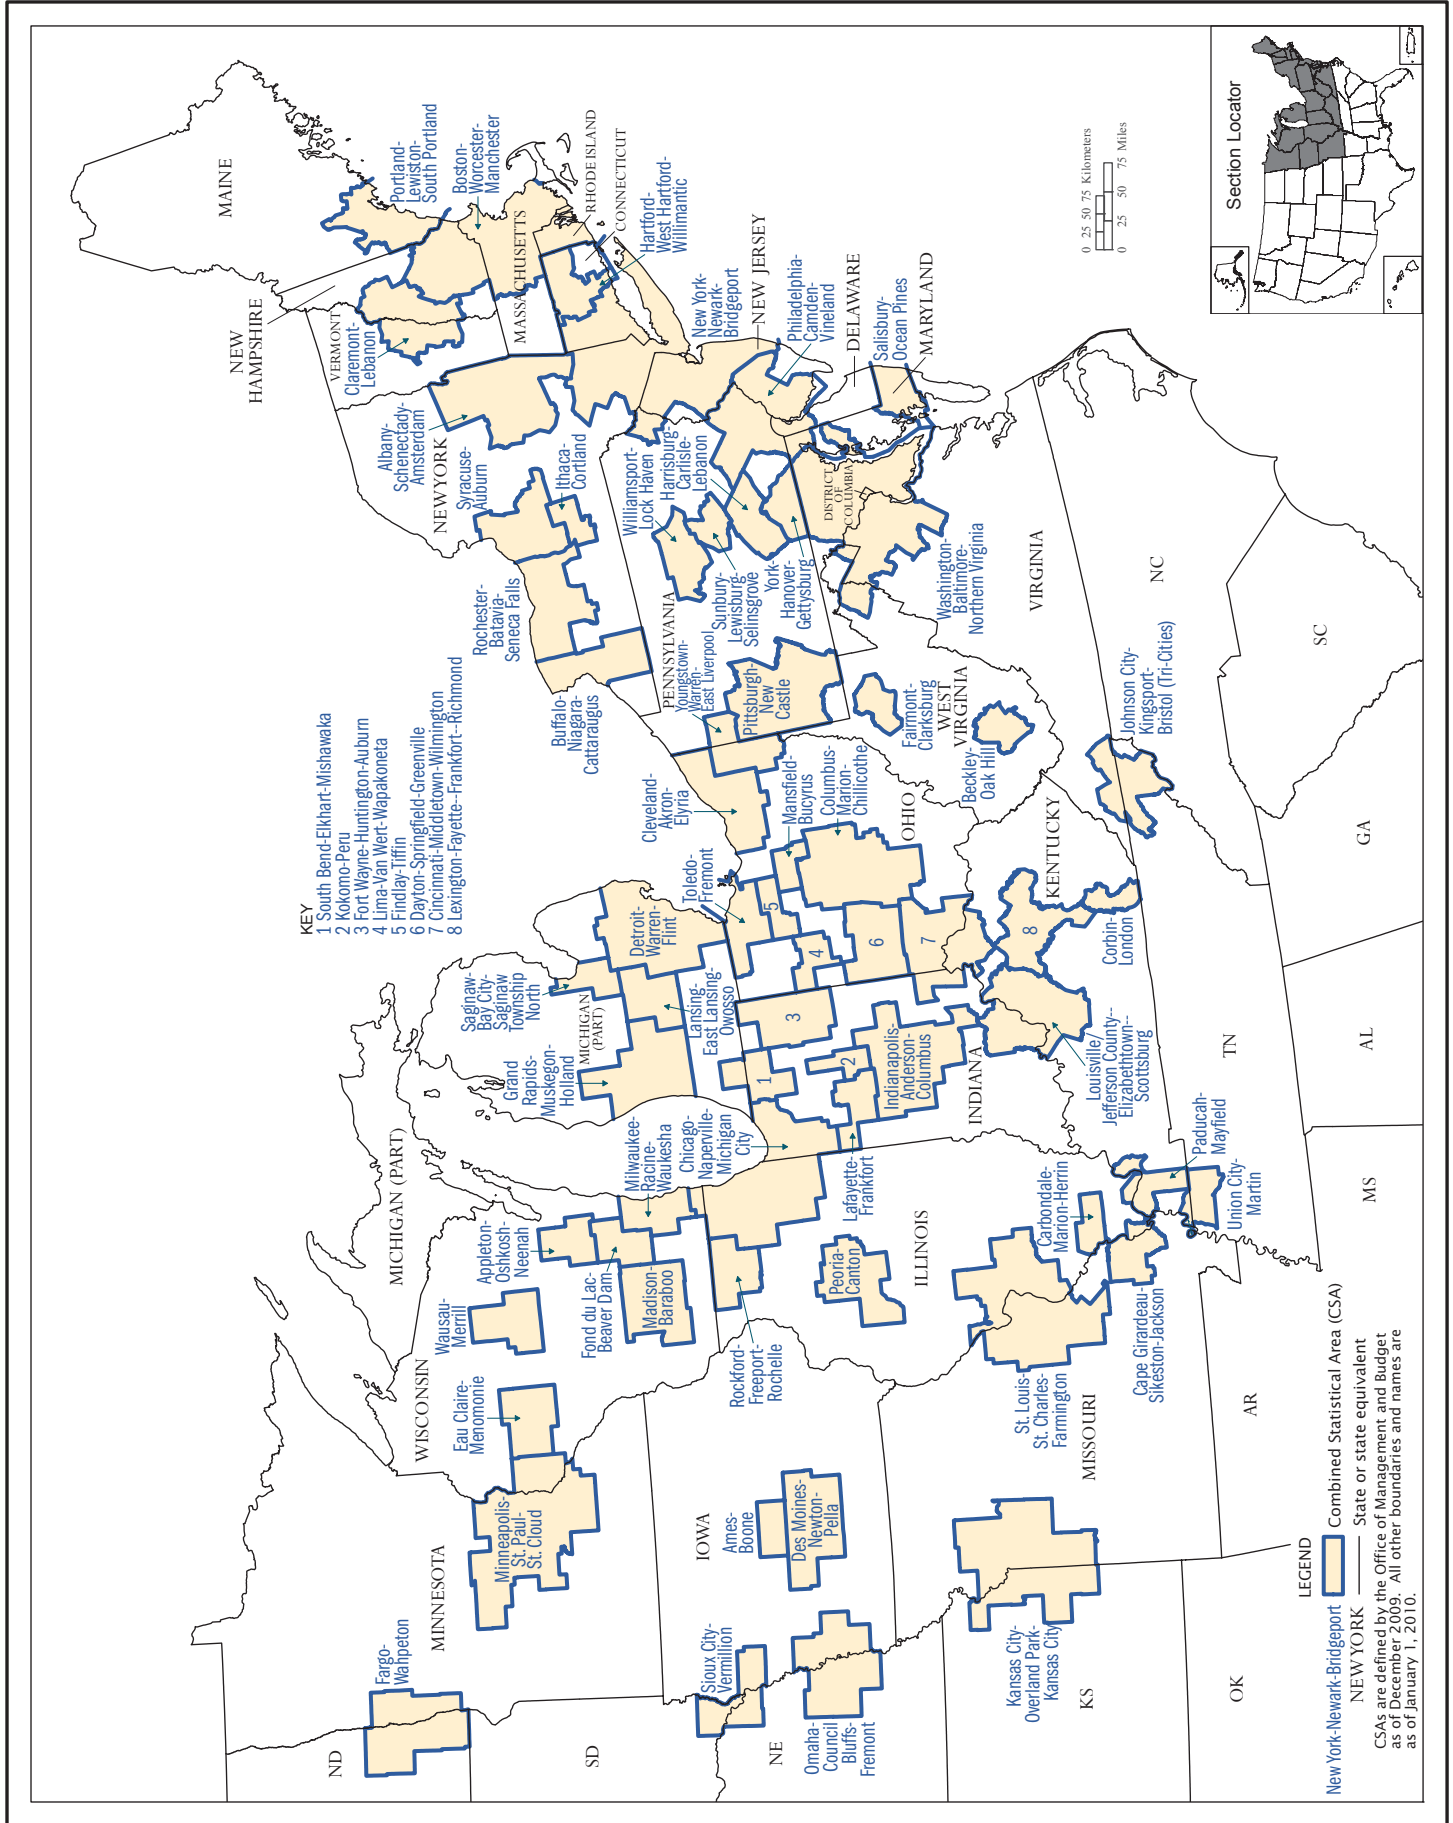 KEY
1 South Bend-Elkhart-Mishawaka
2 Kokomo-Peru
3 Fort Wayne-Huntington-Auburn
4 Lima-Van Wert-Wapakoneta
5 Findlay-Tiffin
6 Dayton-Springfield-Greenville
7 Cincinnati-Middletown-Wilmington
8 Lexington-Fayette--Frankfort--Richmond
ND
Fargo-
Wahpeton
MINNESOTA
Minneapolis-
St. Paul-
St. Cloud
WISCONSIN
Eau Claire-
Menomonie
Wausau-
Merrill
MICHIGAN (PART)
Appleton-
Oshkosh-
Neenah
Fond du Lac-
Beaver Dam
Madison-
Baraboo
Milwaukee-
Racine-
Waukesha
Chicago-
Naperville-
Michigan
City
Grand
Rapids-
Muskegon-
Holland
MICHIGAN
(PART)
Saginaw-
Bay City-
Saginaw
Township
North
Lansing-
East Lansing-
Owosso
Detroit-
Warren-
Flint
Toledo-
Fremont
Cleveland-
Akron-
Elyria
Buffalo-
Niagara-
Cattaraugus
Rochester-
Batavia-
Seneca Falls
NEW YORK
Syracuse-
Auburn
Ithaca-
Cortland
Albany-
Schenectady-
Amsterdam
VERMONT
Claremont-
Lebanon
NEW
HAMPSHIRE
MAINE
Portland-
Lewiston-
South Portland
Boston-
Worcester-
Manchester
MASSACHUSETTS
RHODE ISLAND
CONNECTICUT
Hartford-
West Hartford-
Willimantic
New York-
Newark-
Bridgeport
NEW JERSEY
Philadelphia-
Camden-
Vineland
DELAWARE
Salisbury-
Ocean Pines
MARYLAND
PENNSYLVANIA
Williamsport-
Lock Haven
Harrisburg-
Carlisle-
Lebanon
Sunbury-
Lewisburg-
Selinsgrove
York-
Hanover-
Gettysburg
Youngstown-
Warren-
East Liverpool
Pittsburgh-
New
Castle
DISTRICT
OF
COLUMBIA
Washington-
Baltimore-
Northern Virginia
VIRGINIA
Fairmont-
Clarksburg
WEST
VIRGINIA
Beckley-
Oak Hill
Mansfield-
Bucyrus
Columbus-
Marion-
Chillicothe
OHIO
1
2
3
4
5
6
7
8
KENTUCKY
Corbin-
London
Johnson City-
Kingsport-
Bristol (Tri-Cities)
Louisville/
Jefferson County--
Elizabethtown--
Scottsburg
INDIANA
Indianapolis-
Anderson-
Columbus
Lafayette-
Frankfort
ILLINOIS
Peoria-
Canton
Rockford-
Freeport-
Rochelle
SD
Sioux City-
Vermillion
NE
Omaha-
Council
Bluffs-
Fremont
IOWA
Ames-
Boone
Des Moines-
Newton-
Pella
Kansas City-
Overland Park-
Kansas City
KS
MISSOURI
St. Louis-
St. Charles-
Farmington
Cape Girardeau-
Sikeston-Jackson
Carbondale-
Marion-Herrin
Paducah-
Mayfield
Union City-
Martin
OK
AR
MS
TN
AL
GA
NC
SC
0 25 50 75 Kilometers
0 25 50 75 Miles
Section Locator
LEGEND
New York-Newark-Bridgeport Combined Statistical Area (CSA)
NEW YORK State or state equivalent
CSAs are defined by the Office of Management and Budget
as of December 2009. All other boundaries and names are
as of January 1, 2010.